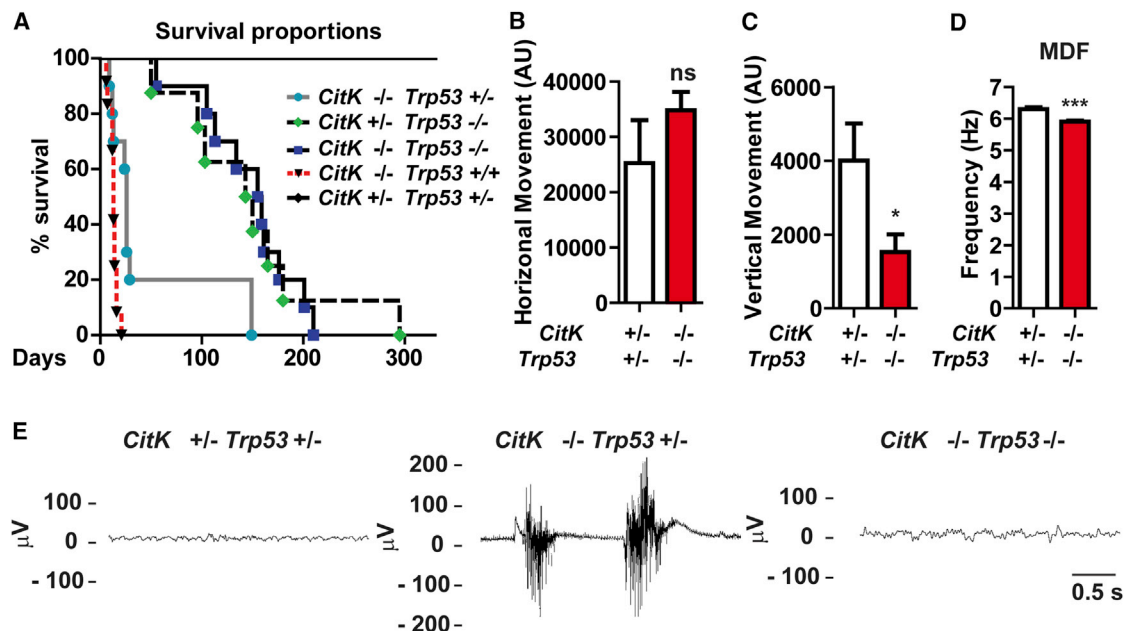 A
Survival proportions
% survival
100
80
60
40
20
0
Days
0
100
200
300
CitK -/- Trp53 +/-
CitK +/- Trp53 -/-
CitK -/- Trp53 -/-
CitK -/- Trp53 +/+
CitK +/- Trp53 +/-
B
Horizonal Movement (AU)
40000
30000
20000
10000
0
ns
CitK +/- -/-
Trp53 +/- -/-
C
Vertical Movement (AU)
6000
4000
2000
0
*
CitK +/- -/-
Trp53 +/- -/-
D
MDF
Frequency (Hz)
7
6
5
4
3
2
1
0
***
CitK +/- -/-
Trp53 +/- -/-
E
CitK +/- Trp53 +/-
µV
100 -
0 -
- 100 -
CitK -/- Trp53 +/-
µV
200 -
100 -
0 -
- 100 -
- 200 -
CitK -/- Trp53 -/-
µV
100 -
0 -
- 100 -
0.5 s